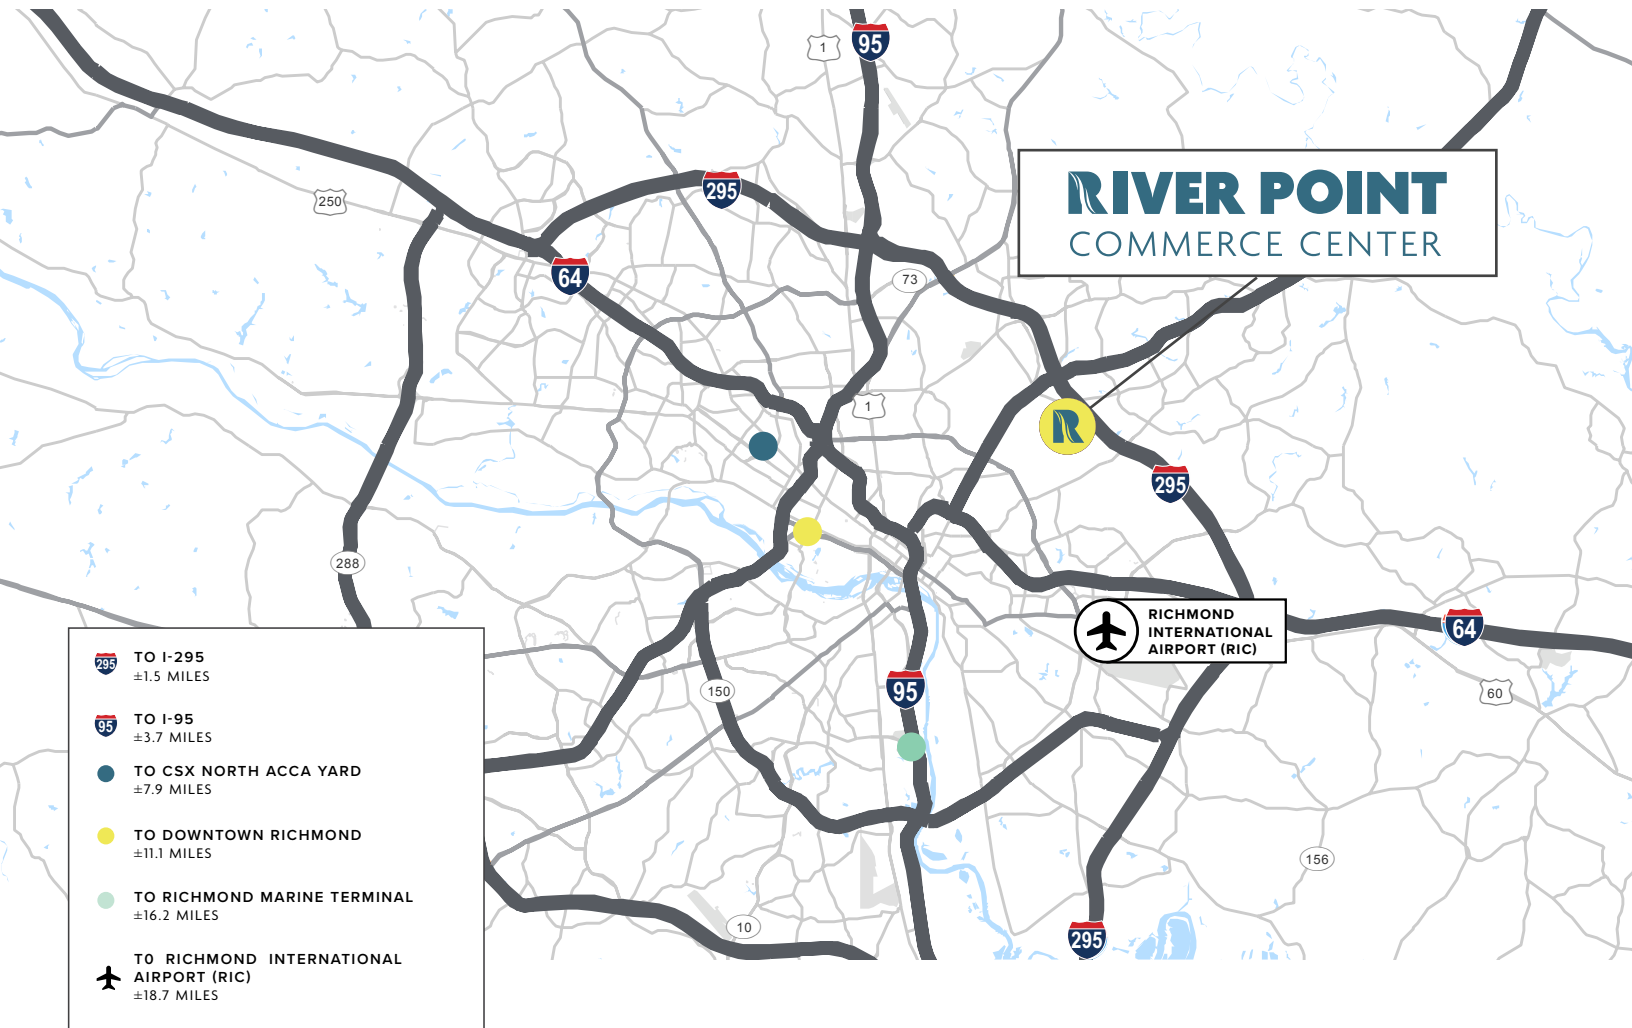 1
95
RIVER POINT
COMMERCE CENTER
295
250
64
73
1
295
288
RICHMOND
INTERNATIONAL
AIRPORT (RIC)
64
60
95
150
156
10
295
295
TO I-295
±1.5 MILES
95
TO I-95
±3.7 MILES
TO CSX NORTH ACCA YARD
±7.9 MILES
TO DOWNTOWN RICHMOND
±11.1 MILES
TO RICHMOND MARINE TERMINAL
±16.2 MILES
T0 RICHMOND INTERNATIONAL
AIRPORT (RIC)
±18.7 MILES
R